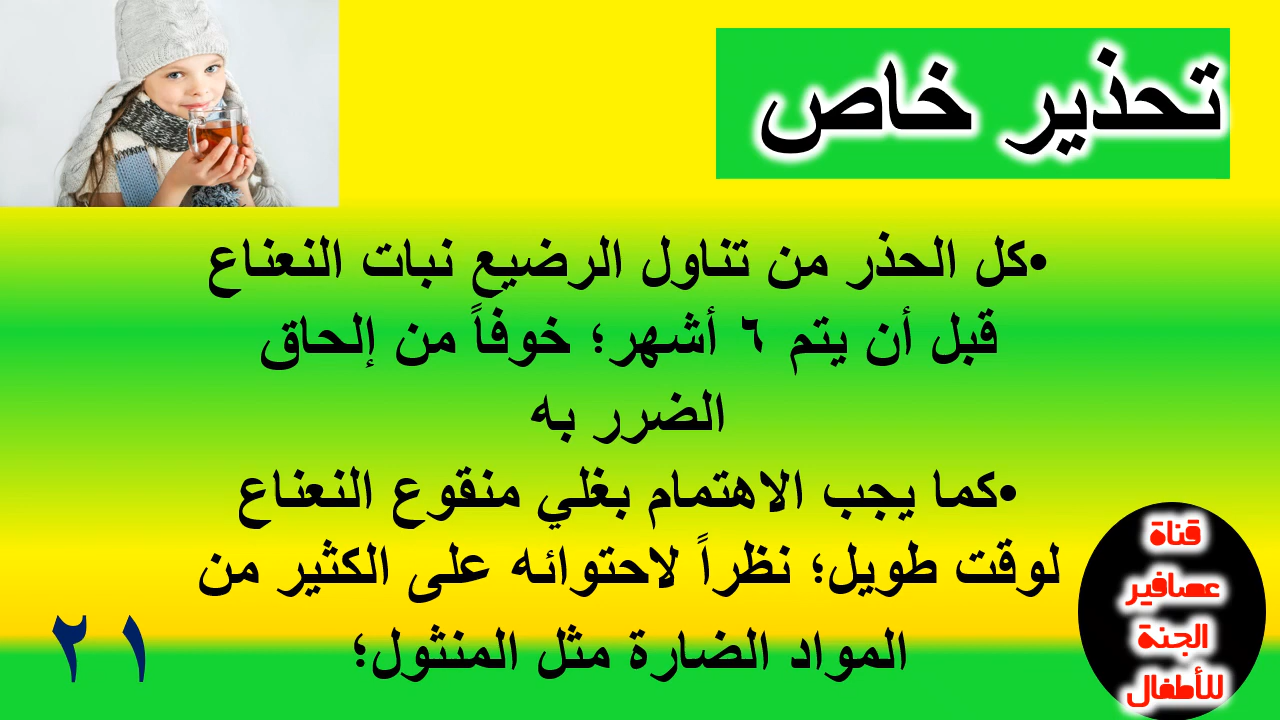 تحذير خاص
•كل الحذر من تناول الرضيع نبات النعناع
قبل أن يتم ٦ أشهر؛ خوفاً من إلحاق
الضرر به
•كما يجب الاهتمام بغلي منقوع النعناع
لوقت طويل؛ نظراً لاحتوائه على الكثير من
المواد الضارة مثل المنثول؛
قناة
عصافير
الجنة
للأطفال
٢١